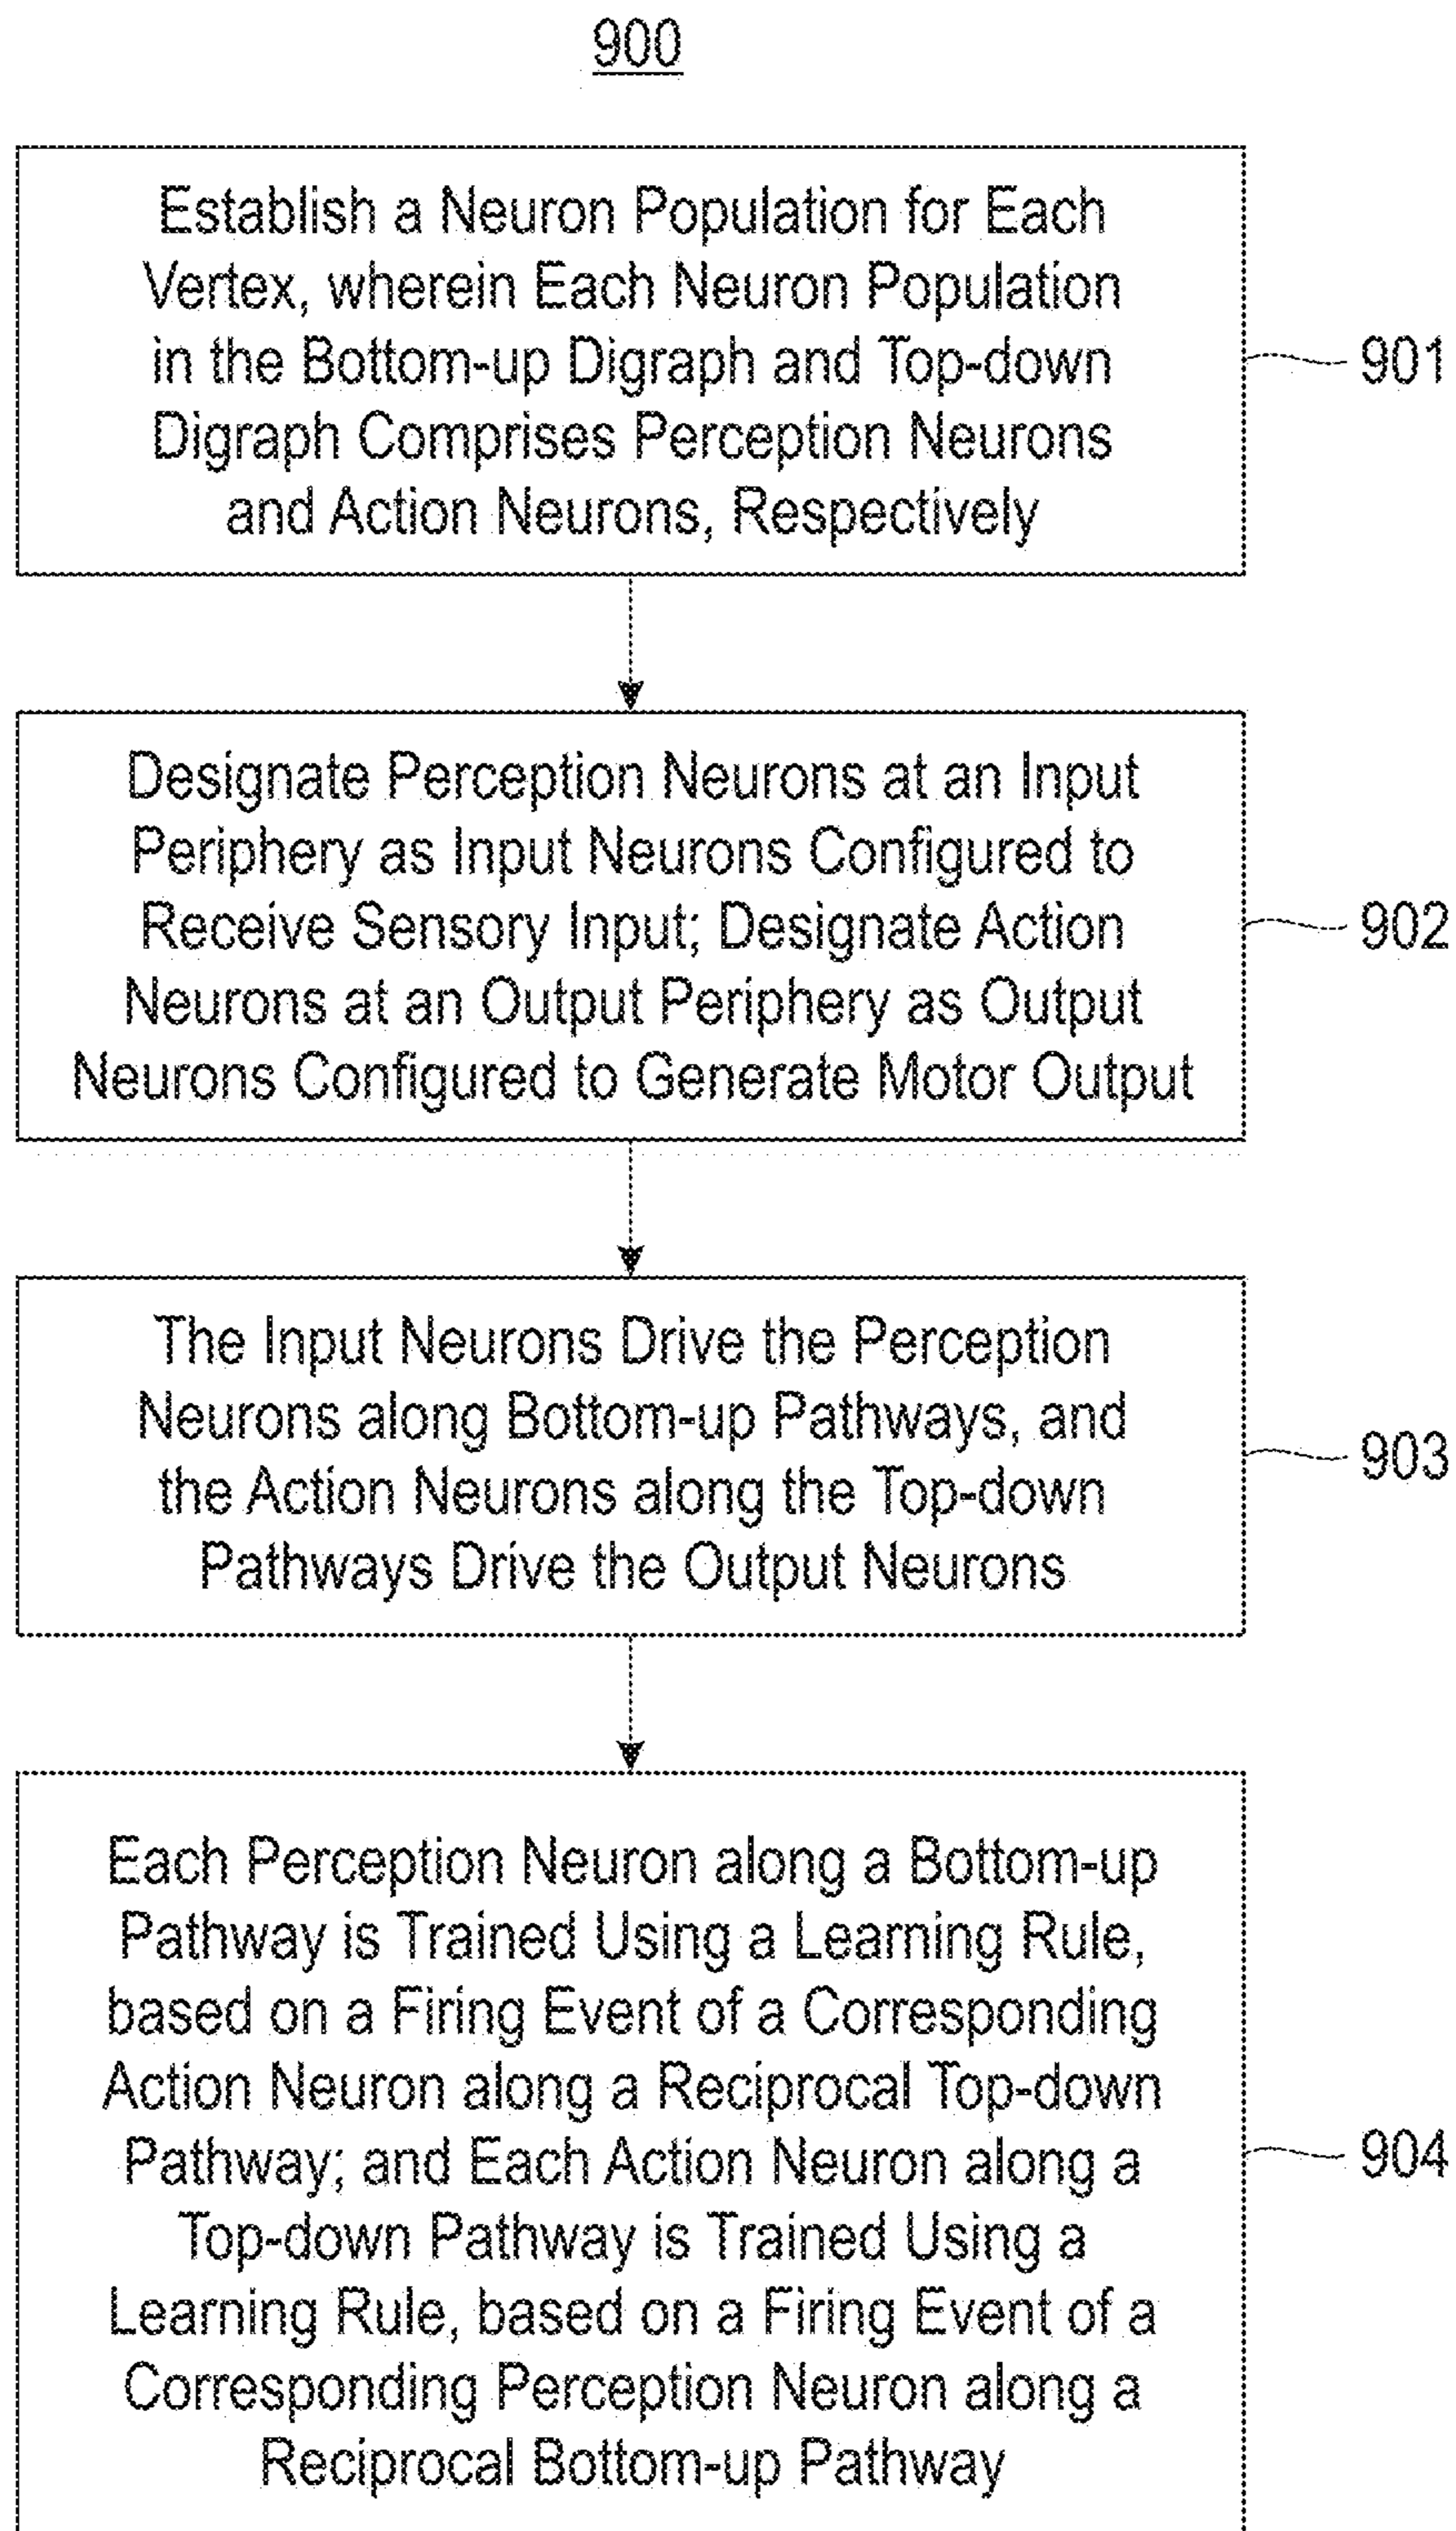 900
Establish a Neuron Population for Each
Vertex, wherein Each Neuron Population
in the Bottom-up Digraph and Top-down
Digraph Comprises Perception Neurons
and Action Neurons, Respectively
901
Designate Perception Neurons at an Input
Periphery as Input Neurons Configured to
Receive Sensory Input; Designate Action
Neurons at an Output Periphery as Output
Neurons Configured to Generate Motor Output
902
The Input Neurons Drive the Perception
Neurons along Bottom-up Pathways, and
the Action Neurons along the Top-down
Pathways Drive the Output Neurons
903
Each Perception Neuron along a Bottom-up
Pathway is Trained Using a Learning Rule,
based on a Firing Event of a Corresponding
Action Neuron along a Reciprocal Top-down
Pathway; and Each Action Neuron along a
Top-down Pathway is Trained Using a
Learning Rule, based on a Firing Event of a
Corresponding Perception Neuron along a
Reciprocal Bottom-up Pathway
904